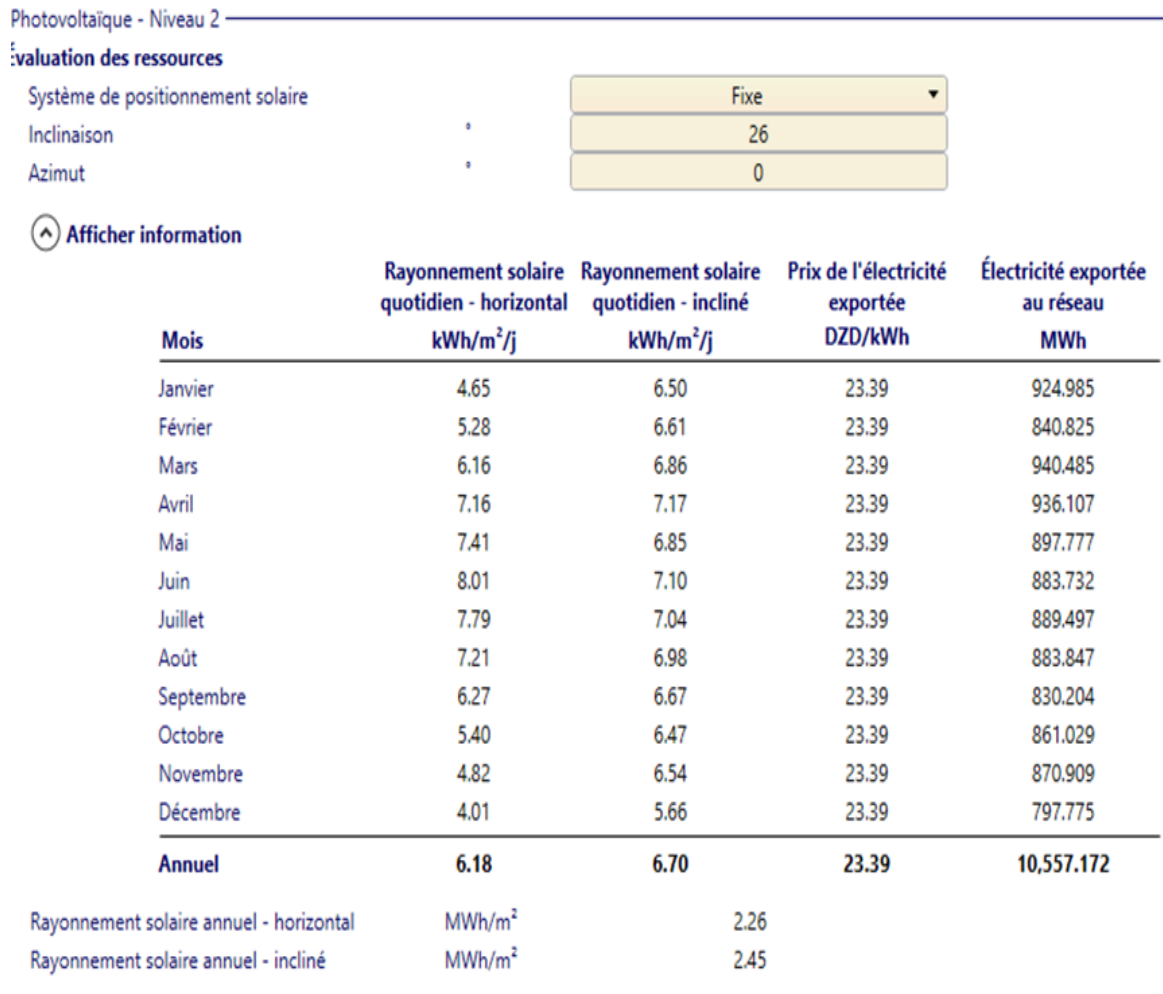 Photovoltaïque - Niveau 2
Évaluation des ressources
Système de positionnement solaire Fixe
Inclinaison ° 26
Azimut ° 0
Afficher information
Rayonnement solaire Rayonnement solaire Prix de l'électricité Électricité exportée
quotidien - horizontal quotidien - incliné exportée au réseau
Mois kWh/m²/j kWh/m²/j DZD/kWh MWh
Janvier 4.65 6.50 23.39 924.985
Février 5.28 6.61 23.39 840.825
Mars 6.16 6.86 23.39 940.485
Avril 7.16 7.17 23.39 936.107
Mai 7.41 6.85 23.39 897.777
Juin 8.01 7.10 23.39 883.732
Juillet 7.79 7.04 23.39 889.497
Août 7.21 6.98 23.39 883.847
Septembre 6.27 6.67 23.39 830.204
Octobre 5.40 6.47 23.39 861.029
Novembre 4.82 6.54 23.39 870.909
Décembre 4.01 5.66 23.39 797.775
Annuel 6.18 6.70 23.39 10,557.172
Rayonnement solaire annuel - horizontal MWh/m² 2.26
Rayonnement solaire annuel - incliné MWh/m² 2.45